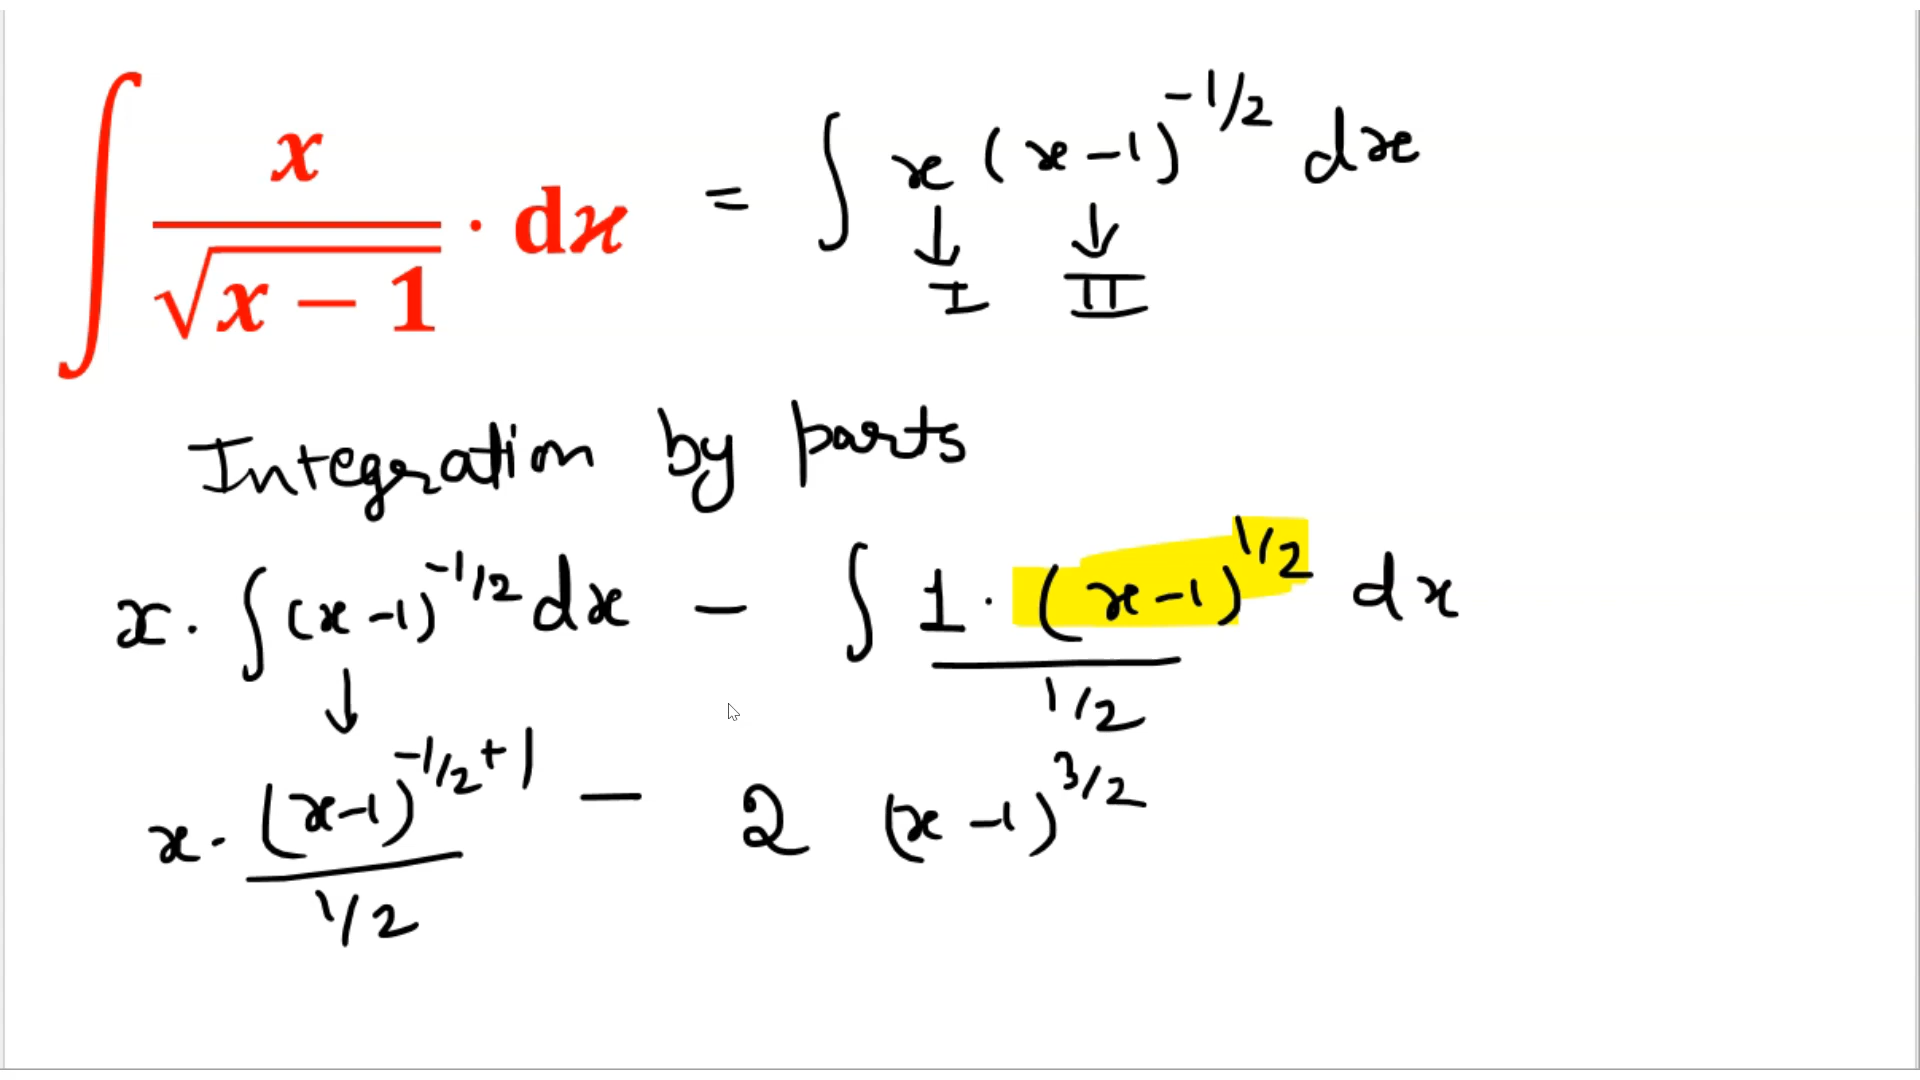 ∫ x/√(x − 1) · dx = ∫ x (x−1)^(-1/2) dx
↓ ↓
I II
Integration by parts
x · ∫ (x−1)^(-1/2) dx − ∫ 1 · (x−1)^(1/2) / (1/2) dx
↓
x · (x−1)^(-1/2+1) / (1/2) − 2 (x−1)^(3/2)